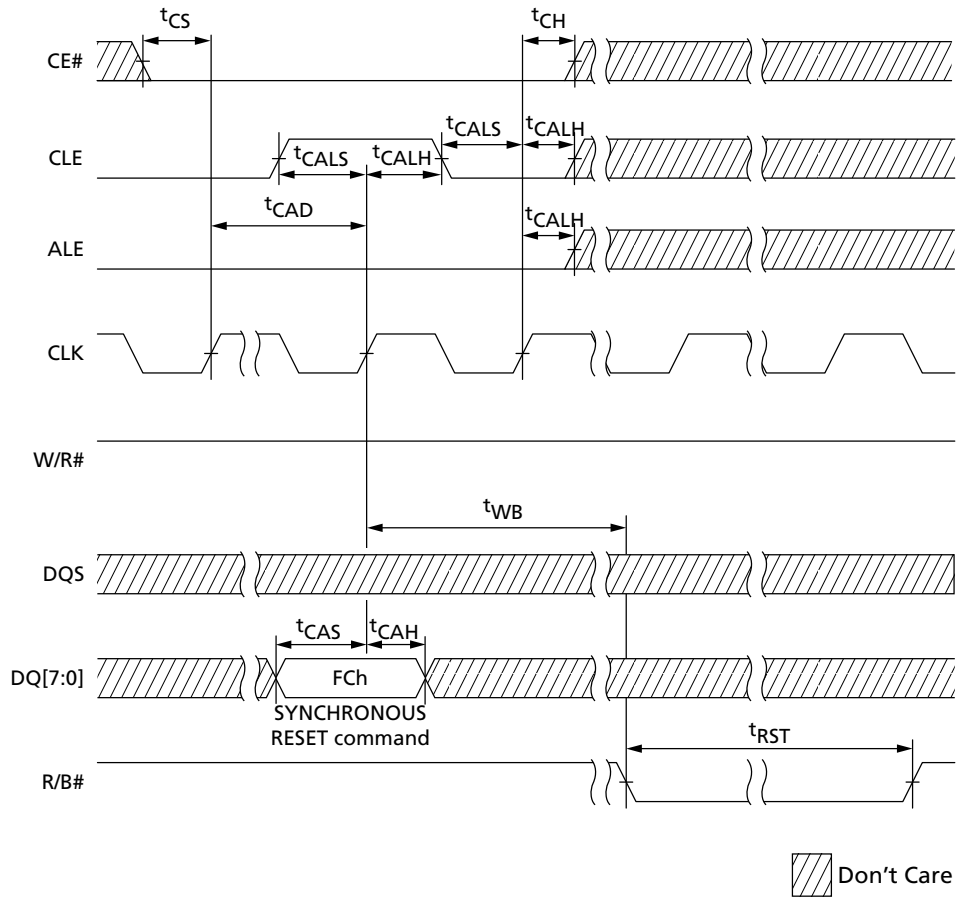 tCS
tCH
CE#
tCALS
tCALH
CLE
tCALS
tCALH
tCAD
tCALH
ALE
CLK
W/R#
tWB
DQS
tCAS
tCAH
DQ[7:0]
FCh
SYNCHRONOUS
RESET command
tRST
R/B#
Don't Care